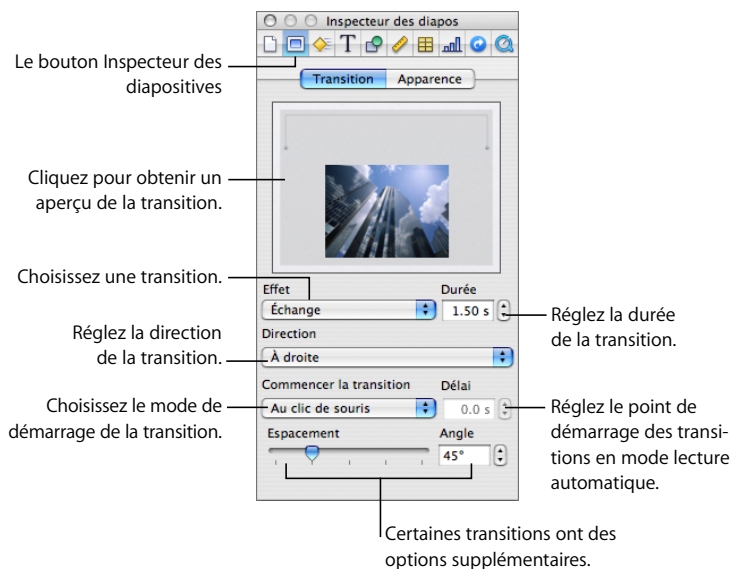 Inspecteur des diapos
Le bouton Inspecteur des
diapositives
Transition
Apparence
Cliquez pour obtenir un
aperçu de la transition.
Choisissez une transition.
Effet
Durée
Échange
1.50 s
Réglez la durée
de la transition.
Réglez la direction
de la transition.
Direction
À droite
Commencer la transition
Délai
Choisissez le mode de
démarrage de la transition.
Au clic de souris
0.0 s
Réglez le point de
démarrage des transi-
tions en mode lecture
automatique.
Espacement
Angle
45°
Certaines transitions ont des
options supplémentaires.